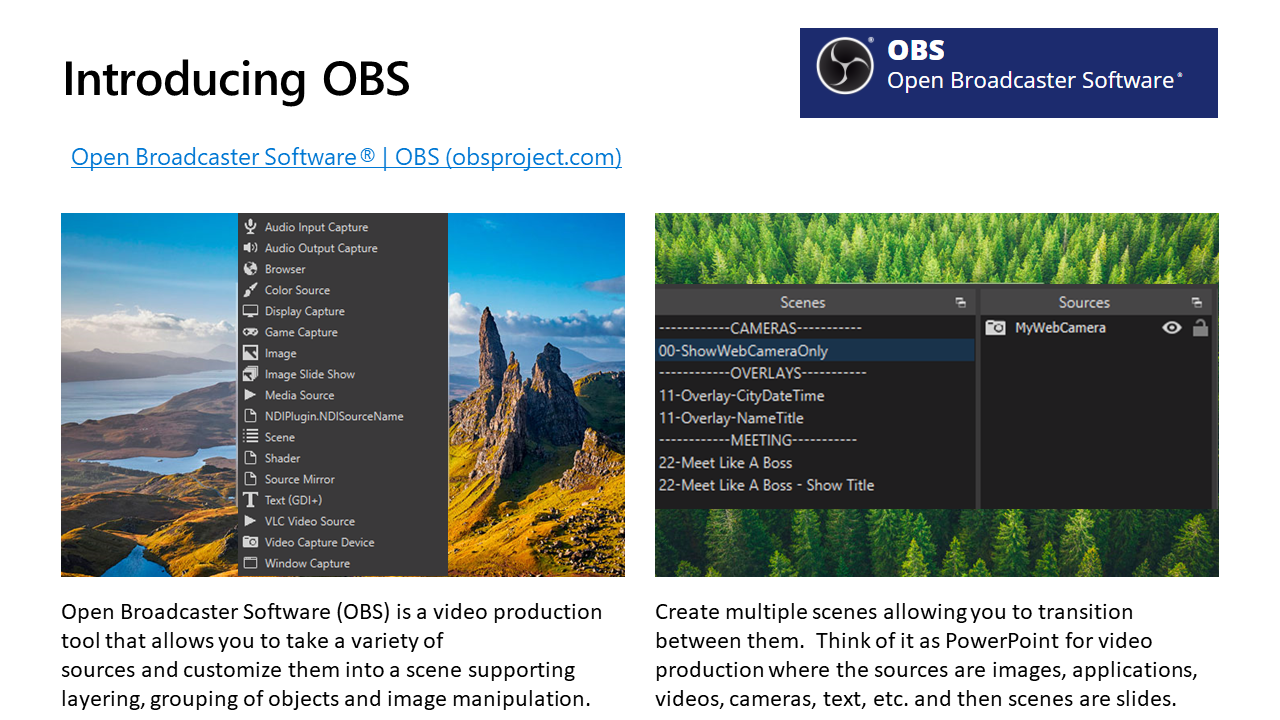 Introducing OBS
OBS
Open Broadcaster Software®
Open Broadcaster Software® | OBS (obsproject.com)
Audio Input Capture
Audio Output Capture
Browser
Color Source
Display Capture
Game Capture
Image
Image Slide Show
Media Source
NDIPlugin.NDISourceName
Scene
Shader
Source Mirror
Text (GDI+)
VLC Video Source
Video Capture Device
Window Capture
Scenes
------------CAMERAS-----------
00-ShowWebCameraOnly
------------OVERLAYS-----------
11-Overlay-CityDateTime
11-Overlay-NameTitle
------------MEETING-----------
22-Meet Like A Boss
22-Meet Like A Boss - Show Title
Sources
MyWebCamera
Open Broadcaster Software (OBS) is a video production
tool that allows you to take a variety of
sources and customize them into a scene supporting
layering, grouping of objects and image manipulation.
Create multiple scenes allowing you to transition
between them.  Think of it as PowerPoint for video
production where the sources are images, applications,
videos, cameras, text, etc. and then scenes are slides.